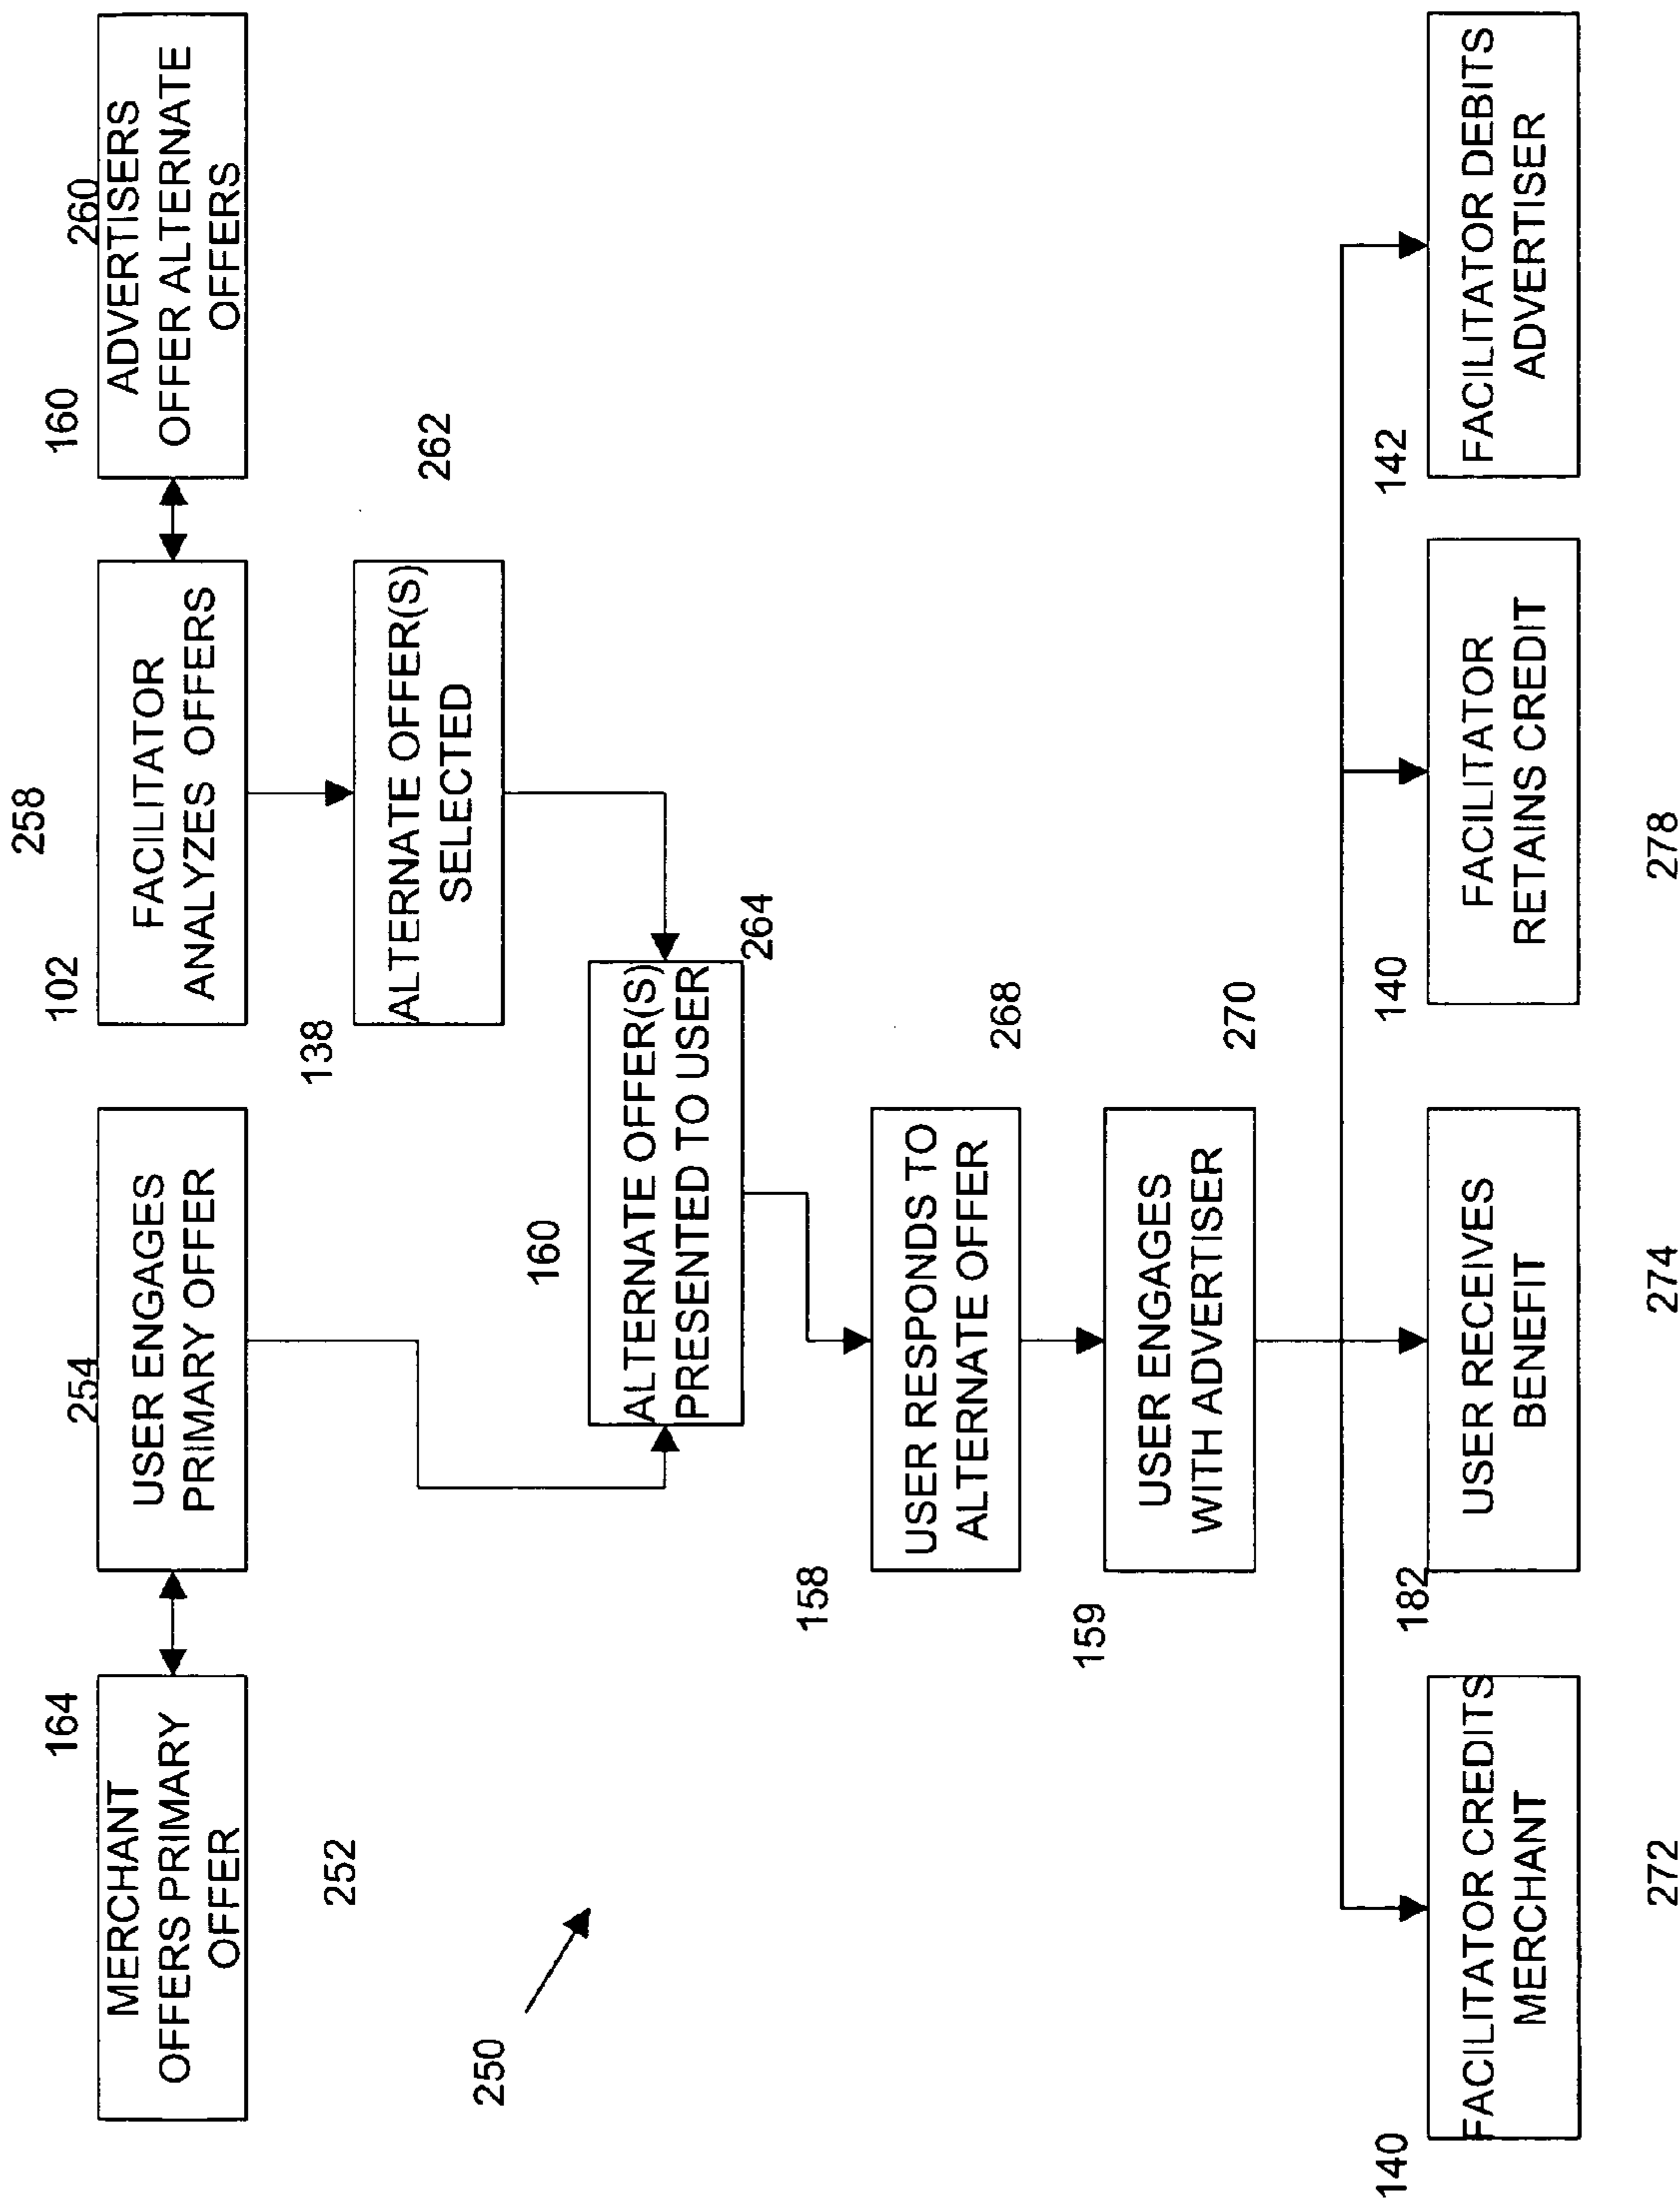 258
164
254
102
160
260
MERCHANT
OFFERS PRIMARY
OFFER
USER ENGAGES
PRIMARY OFFER
FACILITATOR
ANALYZES OFFERS
ADVERTISERS
OFFER ALTERNATE
OFFERS
252
138
262
ALTERNATE OFFER(S)
SELECTED
250
160
ALTERNATE OFFER(S)
PRESENTED TO USER
264
158
USER RESPONDS TO
ALTERNATE OFFER
268
159
USER ENGAGES
WITH ADVERTISER
270
140
182
140
142
FACILITATOR CREDITS
MERCHANT
USER RECEIVES
BENEFIT
FACILITATOR
RETAINS CREDIT
FACILITATOR DEBITS
ADVERTISER
272
274
278